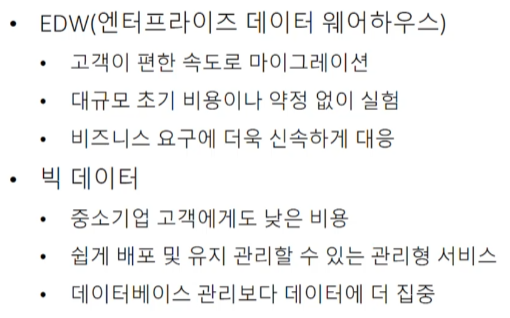 • EDW(엔터프라이즈 데이터 웨어하우스)
• 고객이 편한 속도로 마이그레이션
• 대규모 초기 비용이나 약정 없이 실험
• 비즈니스 요구에 더욱 신속하게 대응
• 빅 데이터
• 중소기업 고객에게도 낮은 비용
• 쉽게 배포 및 유지 관리할 수 있는 관리형 서비스
• 데이터베이스 관리보다 데이터에 더 집중